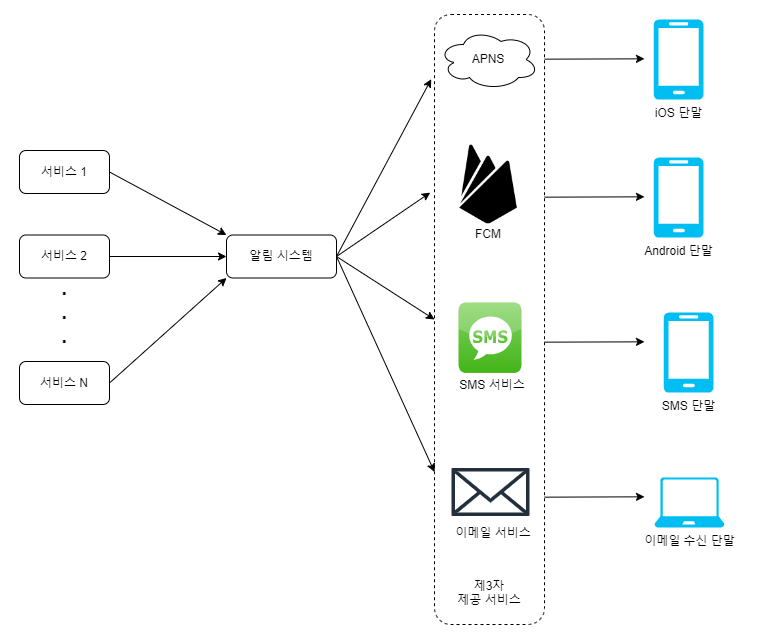 APNS
iOS 단말
서비스 1
FCM
Android 단말
서비스 2
알림 시스템
SMS
SMS 서비스
SMS 단말
서비스 N
이메일 서비스
이메일 수신 단말
제3자
제공 서비스